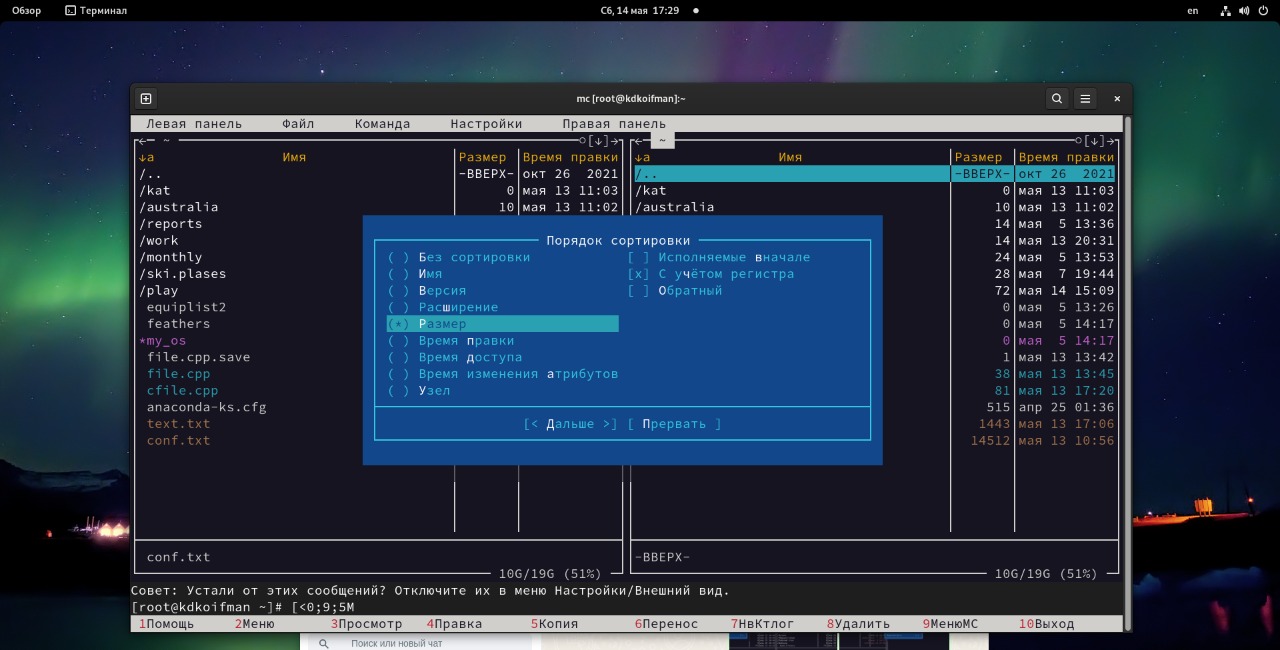 Обзор Терминал Сб, 14 мая 17:29 en
mc [root@kdkoifman]:~
Левая панель Файл Команда Настройки Правая панель
~ [↓] ~ [↓]
↓а Имя Размер Время правки ↓а Имя Размер Время правки
/.. -ВВЕРХ- окт 26 2021 /.. -ВВЕРХ- окт 26 2021
/kat 0 мая 13 11:03 /kat 0 мая 13 11:03
/australia 10 мая 13 11:02 /australia 10 мая 13 11:02
/reports 14 мая 5 13:36
Порядок сортировки
/work 14 мая 13 20:31
/monthly ( ) Без сортировки [ ] Исполняемые вначале 24 мая 5 13:53
/ski.plases ( ) Имя [x] С учётом регистра 28 мая 7 19:44
/play ( ) Версия [ ] Обратный 72 мая 14 15:09
equiplist2 ( ) Расширение 0 мая 5 13:26
feathers (*) Размер 0 мая 5 14:17
*my_os ( ) Время правки 0 мая 5 14:17
file.cpp.save ( ) Время доступа 1 мая 13 13:42
file.cpp ( ) Время изменения атрибутов 38 мая 13 13:45
cfile.cpp ( ) Узел 81 мая 13 17:20
anaconda-ks.cfg 515 апр 25 01:36
text.txt [< Дальше >] [ Прервать ] 1443 мая 13 17:06
conf.txt 14512 мая 13 10:56
conf.txt -ВВЕРХ-
10G/19G (51%) 10G/19G (51%)
Совет: Устали от этих сообщений? Отключите их в меню Настройки/Внешний вид.
[root@kdkoifman ~]# [<0;9;5M
1Помощь 2Меню 3Просмотр 4Правка 5Копия 6Перенос 7НвКтлог 8Удалить 9МенюМС 10Выход
Поиск или новый чат